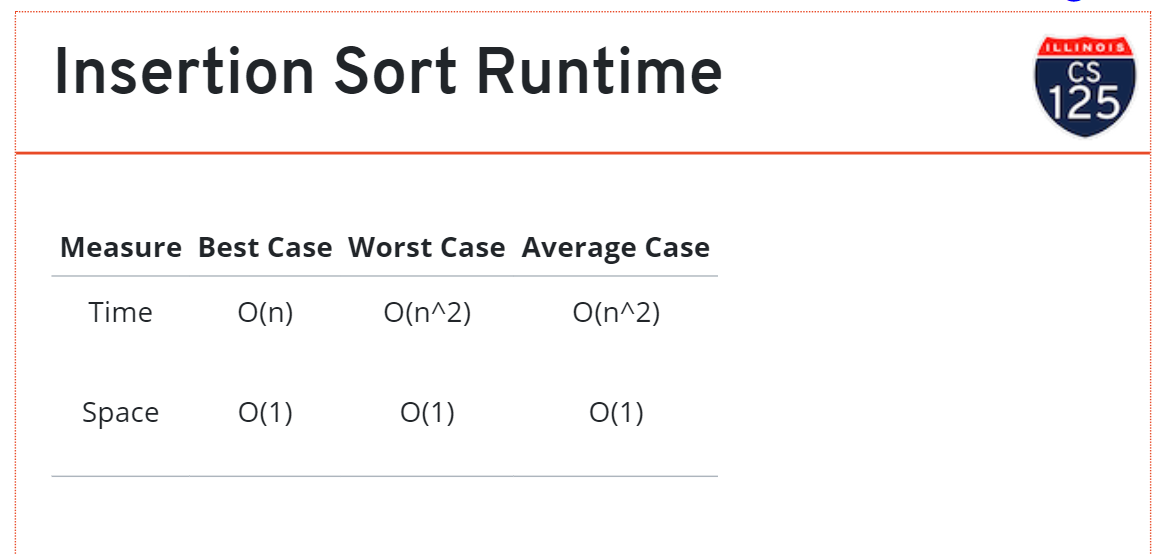 Insertion Sort Runtime
ILLINOIS
CS
125
Measure Best Case Worst Case Average Case
Time O(n) O(n^2) O(n^2)
Space O(1) O(1) O(1)